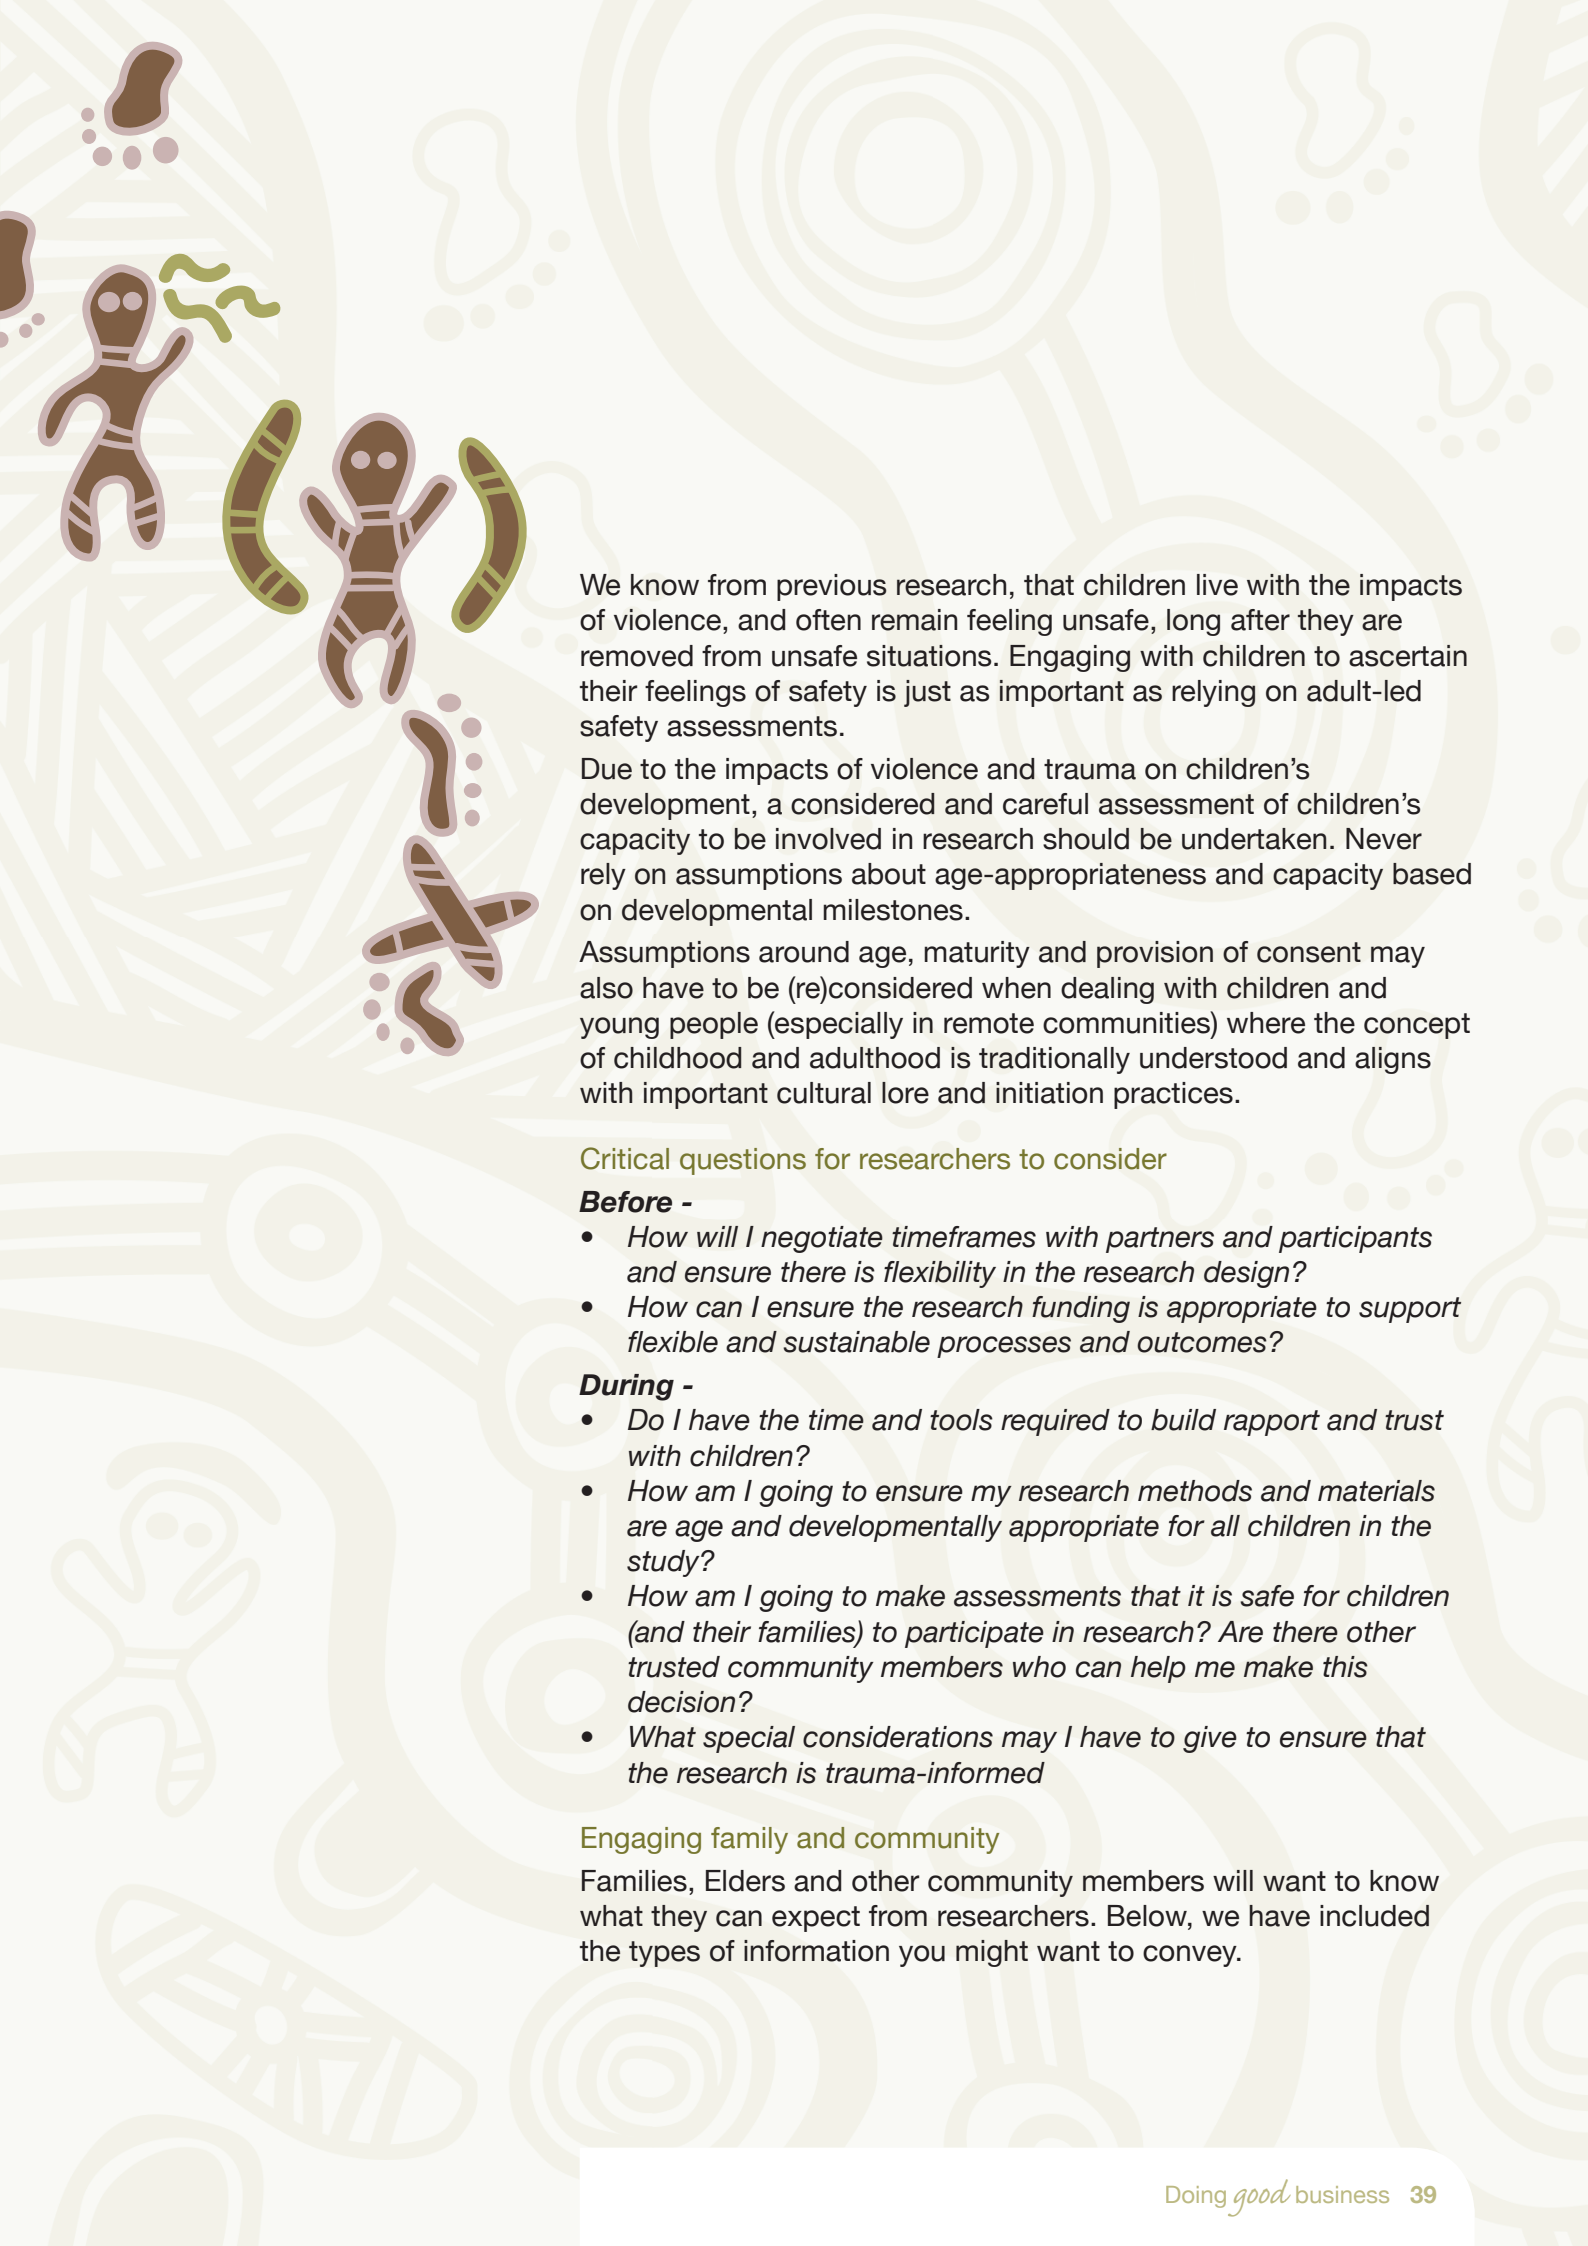 We know from previous research, that children live with the impacts
of violence, and often remain feeling unsafe, long after they are
removed from unsafe situations. Engaging with children to ascertain
their feelings of safety is just as important as relying on adult-led
safety assessments.
Due to the impacts of violence and trauma on children’s
development, a considered and careful assessment of children’s
capacity to be involved in research should be undertaken. Never
rely on assumptions about age-appropriateness and capacity based
on developmental milestones.
Assumptions around age, maturity and provision of consent may
also have to be (re)considered when dealing with children and
young people (especially in remote communities) where the concept
of childhood and adulthood is traditionally understood and aligns
with important cultural lore and initiation practices.
Critical questions for researchers to consider
Before -
• How will I negotiate timeframes with partners and participants
and ensure there is flexibility in the research design?
• How can I ensure the research funding is appropriate to support
flexible and sustainable processes and outcomes?
During -
• Do I have the time and tools required to build rapport and trust
with children?
• How am I going to ensure my research methods and materials
are age and developmentally appropriate for all children in the
study?
• How am I going to make assessments that it is safe for children
(and their families) to participate in research? Are there other
trusted community members who can help me make this
decision?
• What special considerations may I have to give to ensure that
the research is trauma-informed
Engaging family and community
Families, Elders and other community members will want to know
what they can expect from researchers. Below, we have included
the types of information you might want to convey.
Doing good business 39